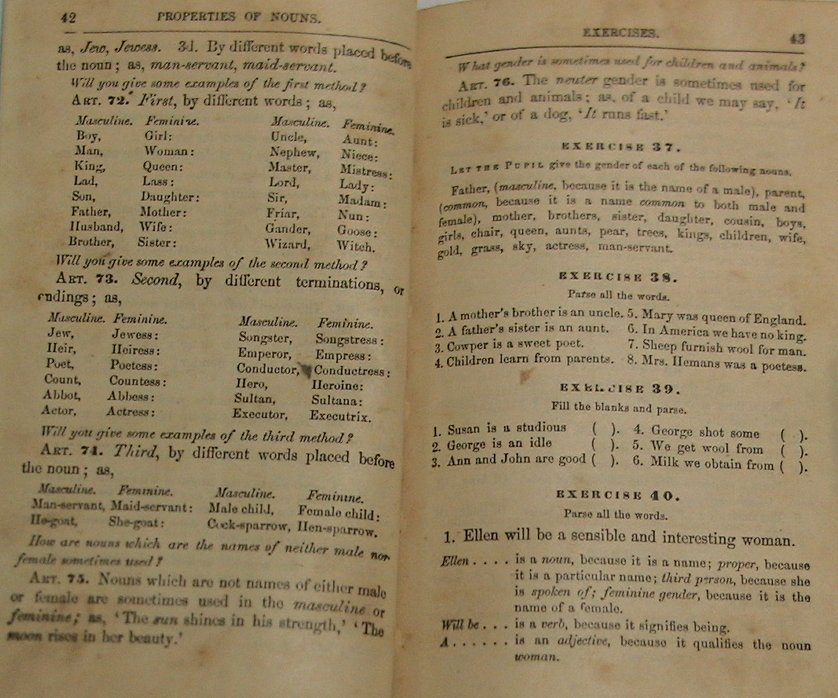 42 PROPERTIES OF NOUNS.
as, Jew, Jewess. 3d. By different words placed before
the noun; as, man-servant, maid-servant.
Will you give some examples of the first method?
ART. 72. First, by different words; as,
Masculine. Feminine. Masculine. Feminine.
Boy, Girl: Uncle, Aunt:
Man, Woman: Nephew, Niece:
King, Queen: Master, Mistress:
Lad, Lass: Lord, Lady:
Son, Daughter: Sir, Madam:
Father, Mother: Friar, Nun:
Husband, Wife: Gander, Goose:
Brother, Sister: Wizard, Witch.
Will you give some examples of the second method?
ART. 73. Second, by different terminations, or
endings; as,
Masculine. Feminine. Masculine. Feminine.
Jew, Jewess: Songster, Songstress:
Heir, Heiress: Emperor, Empress:
Poet, Poetess: Conductor, Conductress:
Count, Countess: Hero, Heroine:
Abbot, Abbess: Sultan, Sultana:
Actor, Actress: Executor, Executrix.
Will you give some examples of the third method?
ART. 74. Third, by different words placed before
the noun; as,
Masculine. Feminine. Masculine. Feminine.
Man-servant, Maid-servant: Male child, Female child:
He-goat, She-goat: Cock-sparrow, Hen-sparrow.
How are nouns which are the names of neither male nor
female sometimes used?
ART. 75. Nouns which are not names of either male
or female are sometimes used in the masculine or
feminine; as, 'The sun shines in his strength,' 'The
moon rises in her beauty.'
EXERCISES. 43
What gender is sometimes used for children and animals?
ART. 76. The neuter gender is sometimes used for
children and animals; as, of a child we may say, 'It
is sick,' or of a dog, 'It runs fast.'
EXERCISE 37.
LET THE PUPIL give the gender of each of the following nouns.
Father, (masculine, because it is the name of a male), parent,
(common, because it is a name common to both male and
female), mother, brothers, sister, daughter, cousin, boys,
girls, chair, queen, aunts, pear, trees, kings, children, wife,
gold, grass, sky, actress, man-servant.
EXERCISE 38.
Parse all the words.
1. A mother's brother is an uncle. 5. Mary was queen of England.
2. A father's sister is an aunt. 6. In America we have no king.
3. Cowper is a sweet poet. 7. Sheep furnish wool for man.
4. Children learn from parents. 8. Mrs. Hemans was a poetess.
EXERCISE 39.
Fill the blanks and parse.
1. Susan is a studious ( ). 4. George shot some ( ).
2. George is an idle ( ). 5. We get wool from ( ).
3. Ann and John are good ( ). 6. Milk we obtain from ( ).
EXERCISE 40.
Parse all the words.
1. Ellen will be a sensible and interesting woman.
Ellen . . . . is a noun, because it is a name; proper, because
it is a particular name; third person, because she
is spoken of; feminine gender, because it is the
name of a female.
Will be . . . is a verb, because it signifies being.
A . . . . . . is an adjective, because it qualifies the noun
woman.